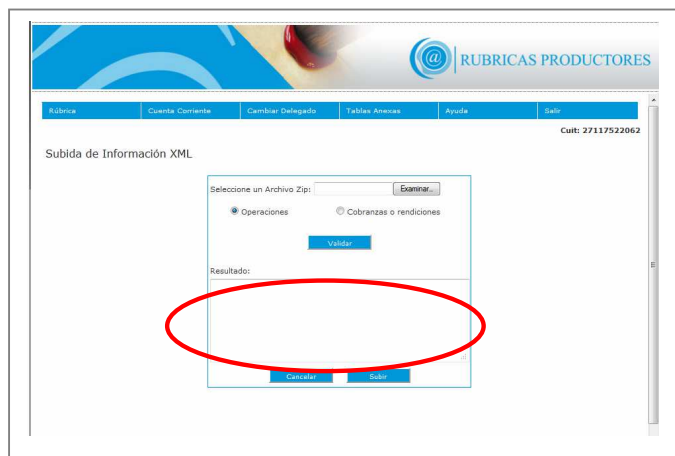 @ RUBRICAS PRODUCTORES
Rúbrica Cuenta Corriente Cambiar Delegado Tablas Anexas Ayuda Salir
Cuit: 27117522062
Subida de Información XML
Seleccione un Archivo Zip: Examinar...
Operaciones Cobranzas o rendiciones
Validar
Resultado:
Cancelar Subir